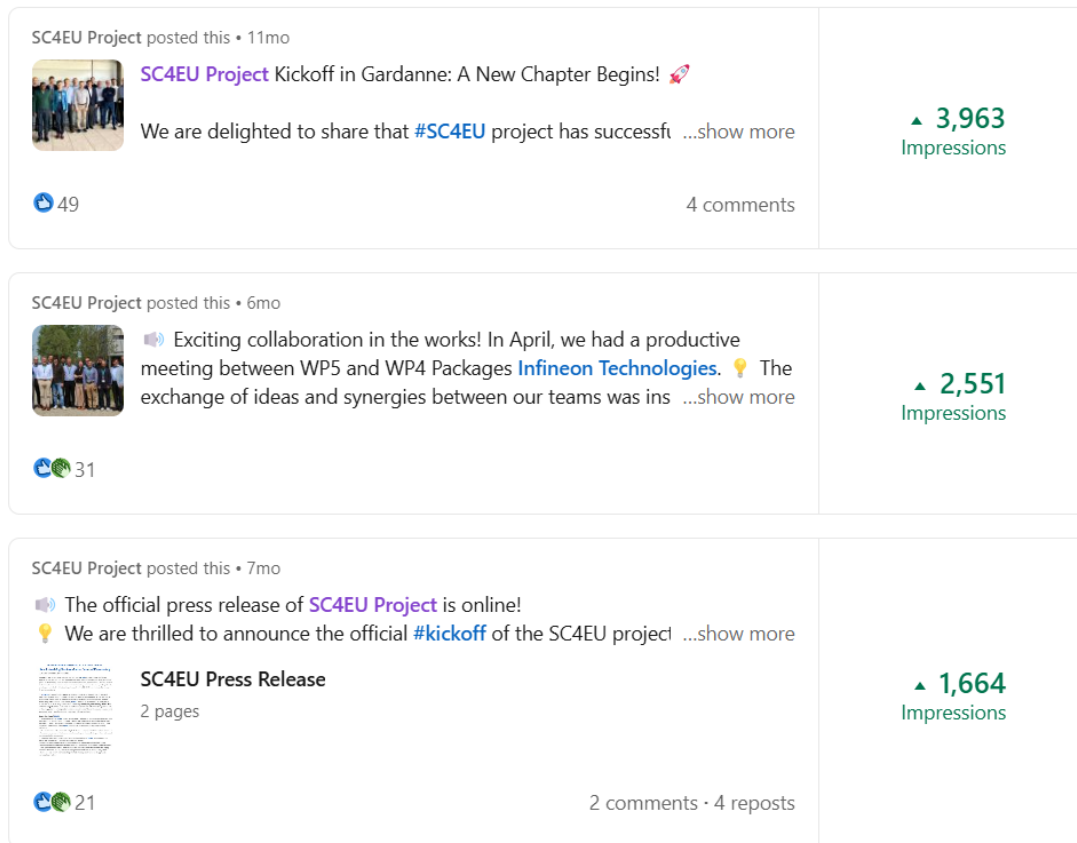 SC4EU Project posted this • 11mo
SC4EU Project Kickoff in Gardanne: A New Chapter Begins! 🚀
We are delighted to share that #SC4EU project has successfu ...show more
▲ 3,963
Impressions
49
4 comments
SC4EU Project posted this • 6mo
🔊 Exciting collaboration in the works! In April, we had a productive
meeting between WP5 and WP4 Packages Infineon Technologies. 💡 The
exchange of ideas and synergies between our teams was ins ...show more
▲ 2,551
Impressions
31
SC4EU Project posted this • 7mo
🔊 The official press release of SC4EU Project is online!
💡 We are thrilled to announce the official #kickoff of the SC4EU project ...show more
SC4EU Press Release
2 pages
▲ 1,664
Impressions
21
2 comments · 4 reposts